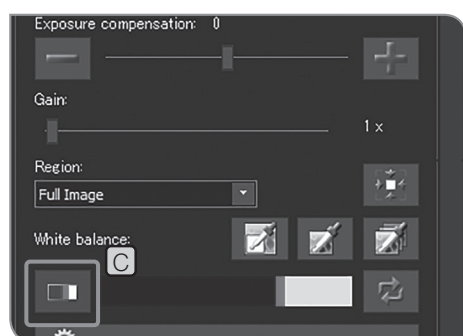 Exposure compensation: 0
Gain:
1 x
Region:
Full Image
White balance:
C